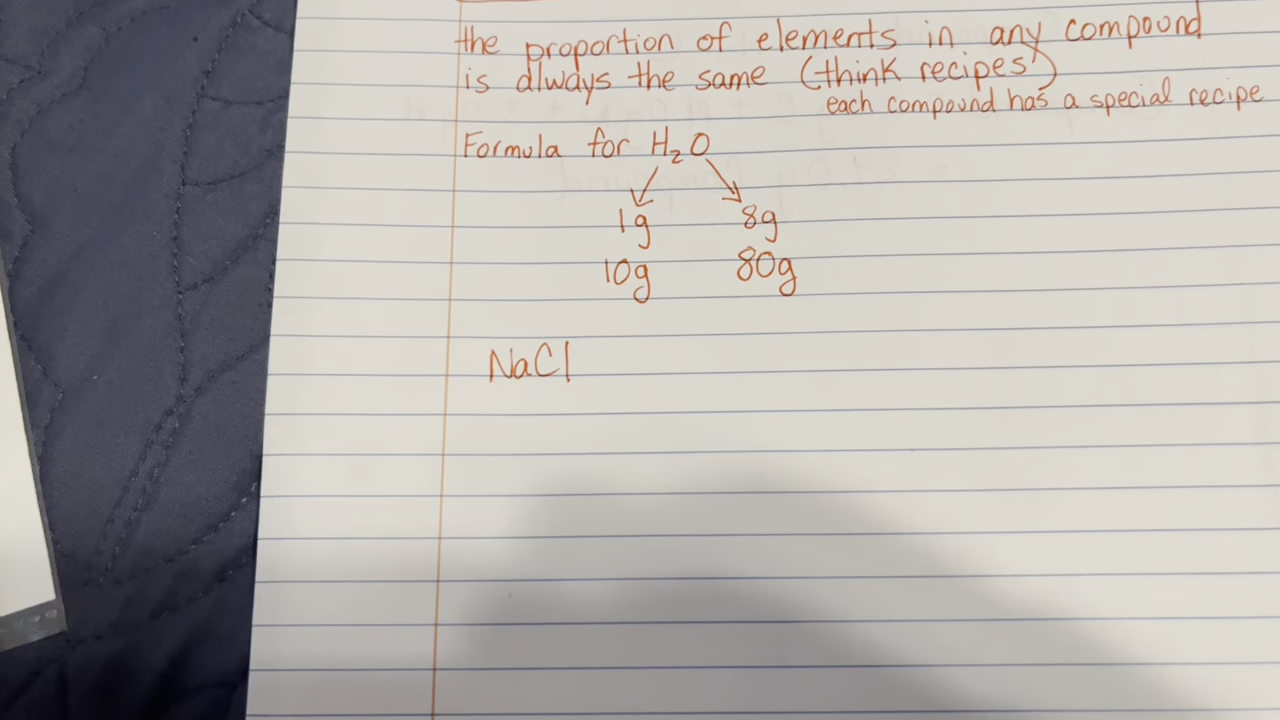 the proportion of elements in any compound
is always the same (think recipes)
each compound has a special recipe
Formula for H₂O
1g 8g
10g 80g
NaCl